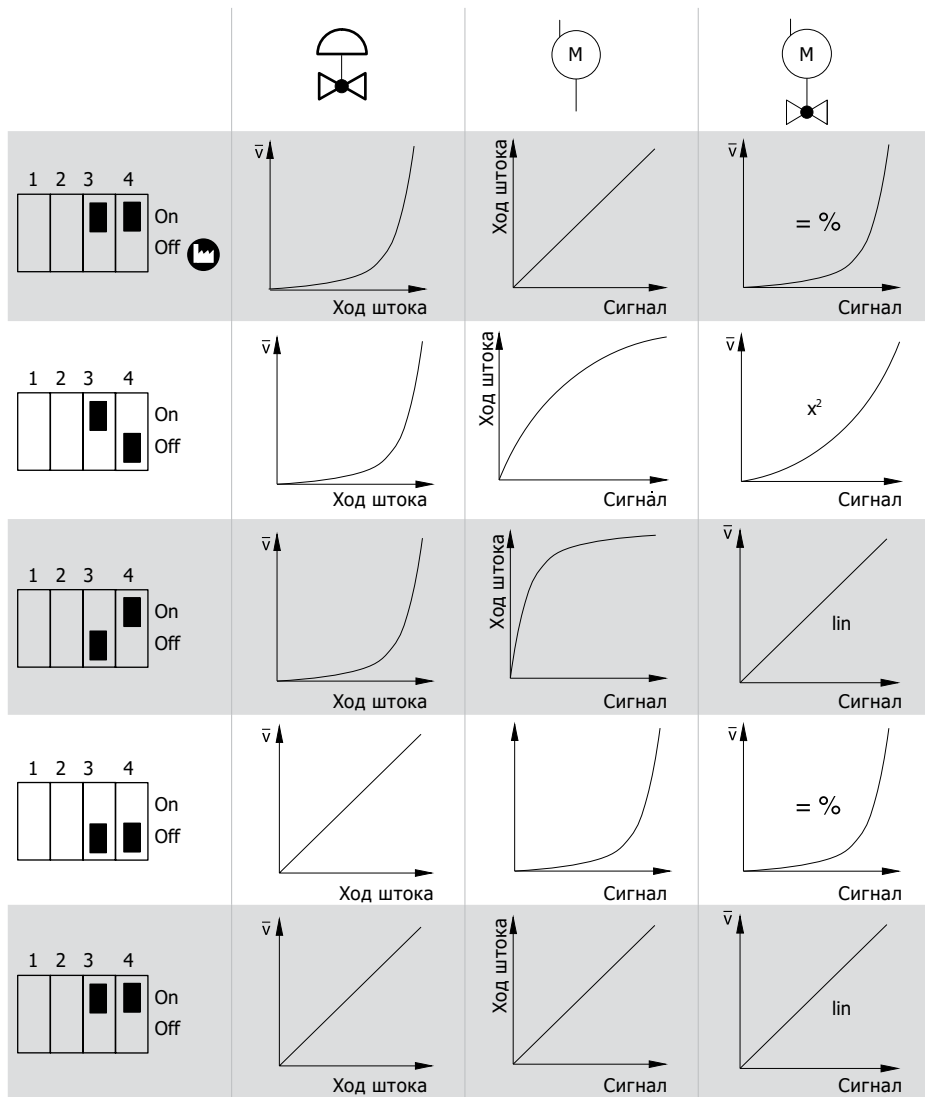 M
M
1 2 3 4
On
Off
v̅
Ход штока
Ход штока
Сигнал
v̅
= %
Сигнал
1 2 3 4
On
Off
v̅
Ход штока
Ход штока
Сигнал
v̅
x²
Сигнал
1 2 3 4
On
Off
v̅
Ход штока
Ход штока
Сигнал
v̅
lin
Сигнал
1 2 3 4
On
Off
v̅
Ход штока
Сигнал
v̅
= %
Сигнал
1 2 3 4
On
Off
v̅
Ход штока
Ход штока
Сигнал
v̅
lin
Сигнал